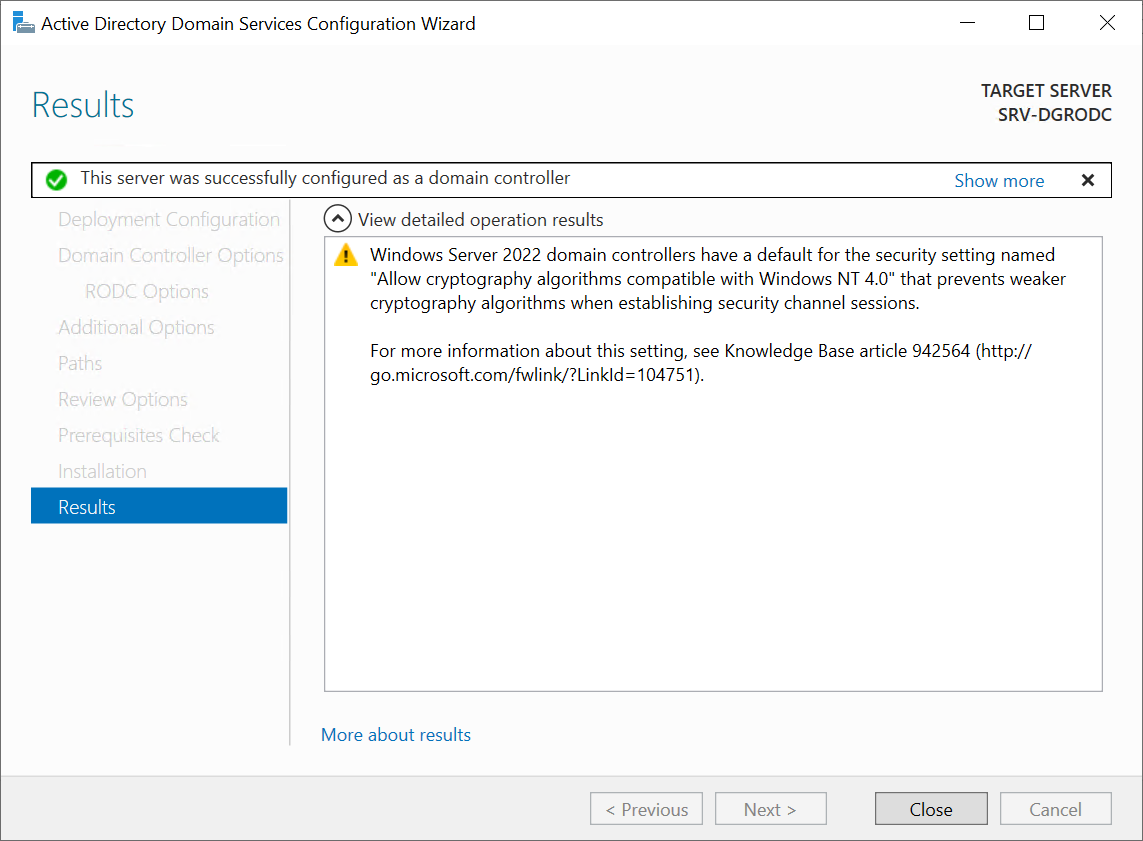 Active Directory Domain Services Configuration Wizard
Results
TARGET SERVER
SRV-DGRODC
This server was successfully configured as a domain controller
Show more
Deployment Configuration
Domain Controller Options
RODC Options
Additional Options
Paths
Review Options
Prerequisites Check
Installation
Results
View detailed operation results
Windows Server 2022 domain controllers have a default for the security setting named
"Allow cryptography algorithms compatible with Windows NT 4.0" that prevents weaker
cryptography algorithms when establishing security channel sessions.
For more information about this setting, see Knowledge Base article 942564 (http://
go.microsoft.com/fwlink/?LinkId=104751).
More about results
< Previous
Next >
Close
Cancel